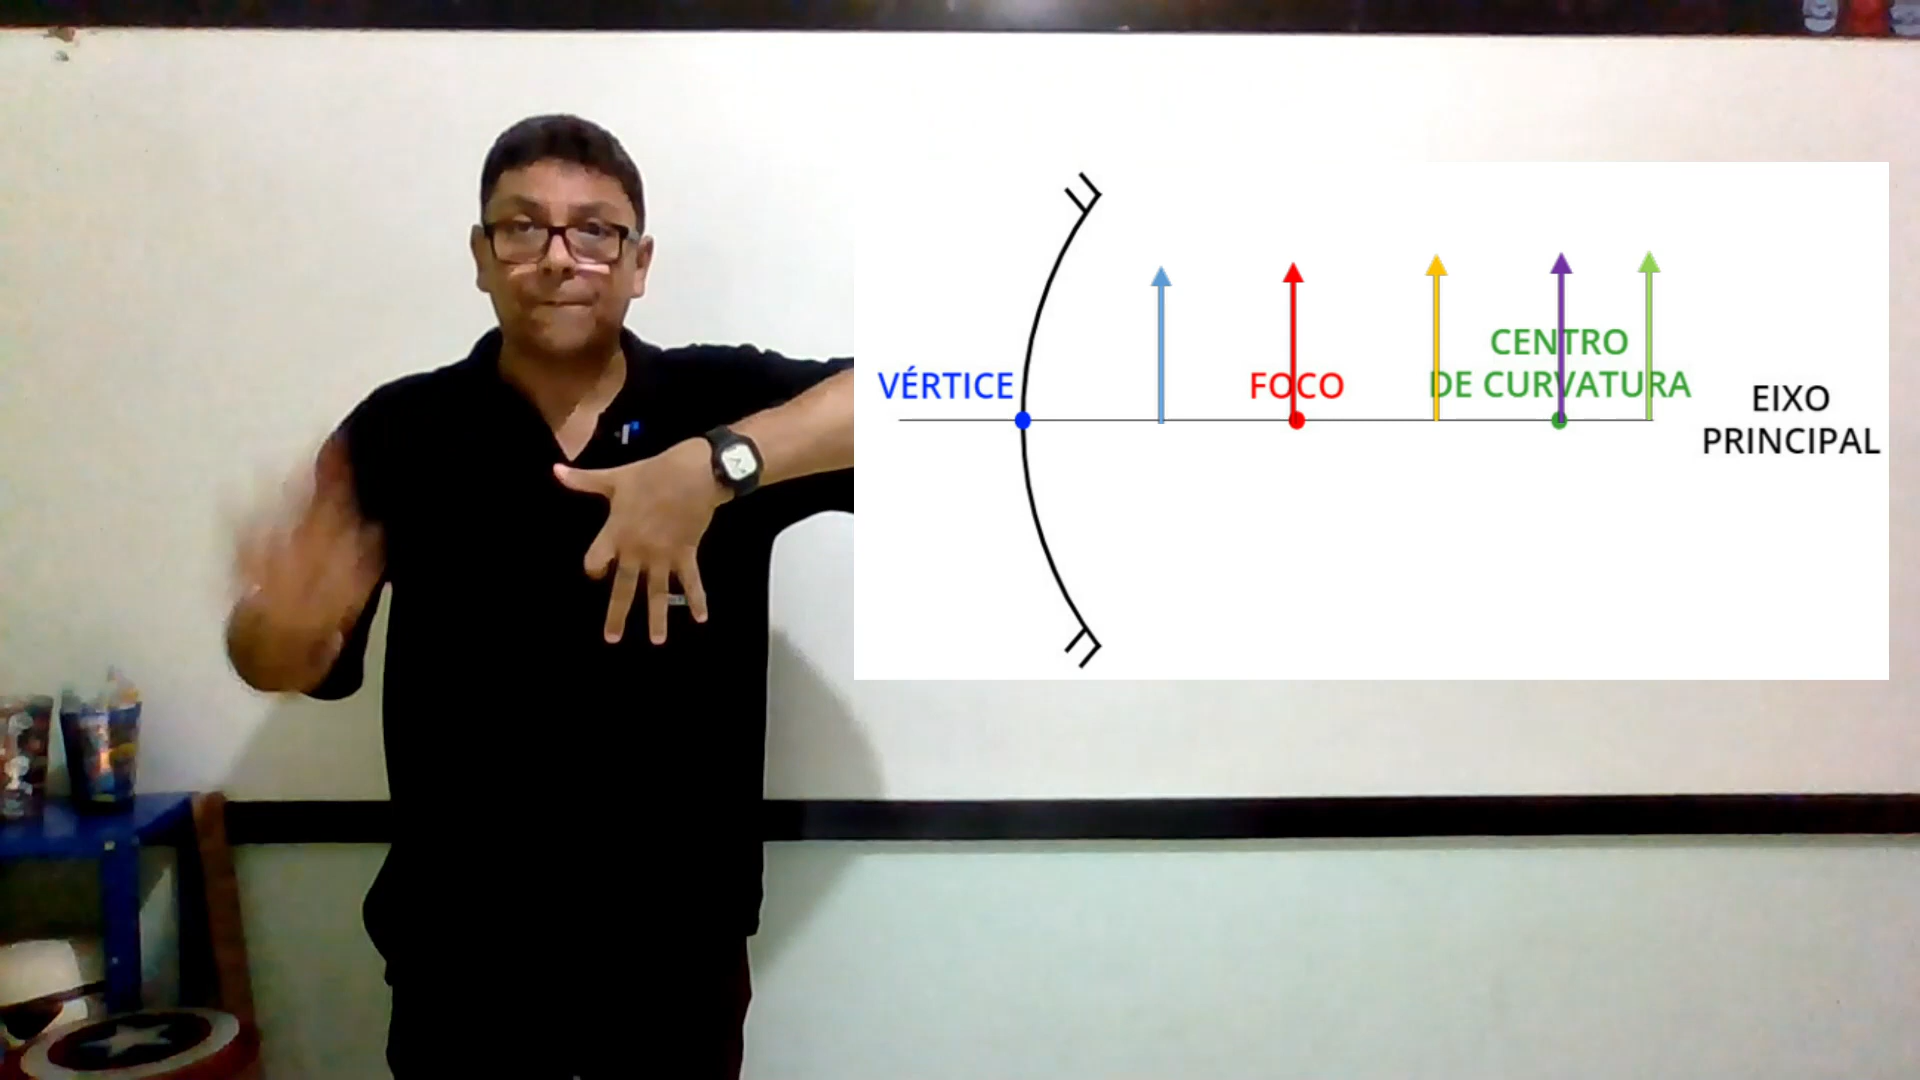 VÉRTICE
FOCO
CENTRO
DE CURVATURA
EIXO
PRINCIPAL